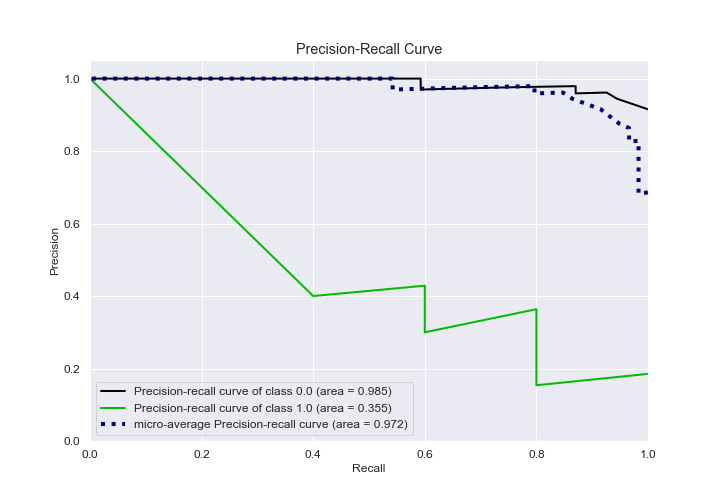 Precision-Recall Curve
1.0
0.8
0.6
0.4
0.2
0.0
Precision
Precision-recall curve of class 0.0 (area = 0.985)
Precision-recall curve of class 1.0 (area = 0.355)
micro-average Precision-recall curve (area = 0.972)
0.0 0.2 0.4 0.6 0.8 1.0
Recall